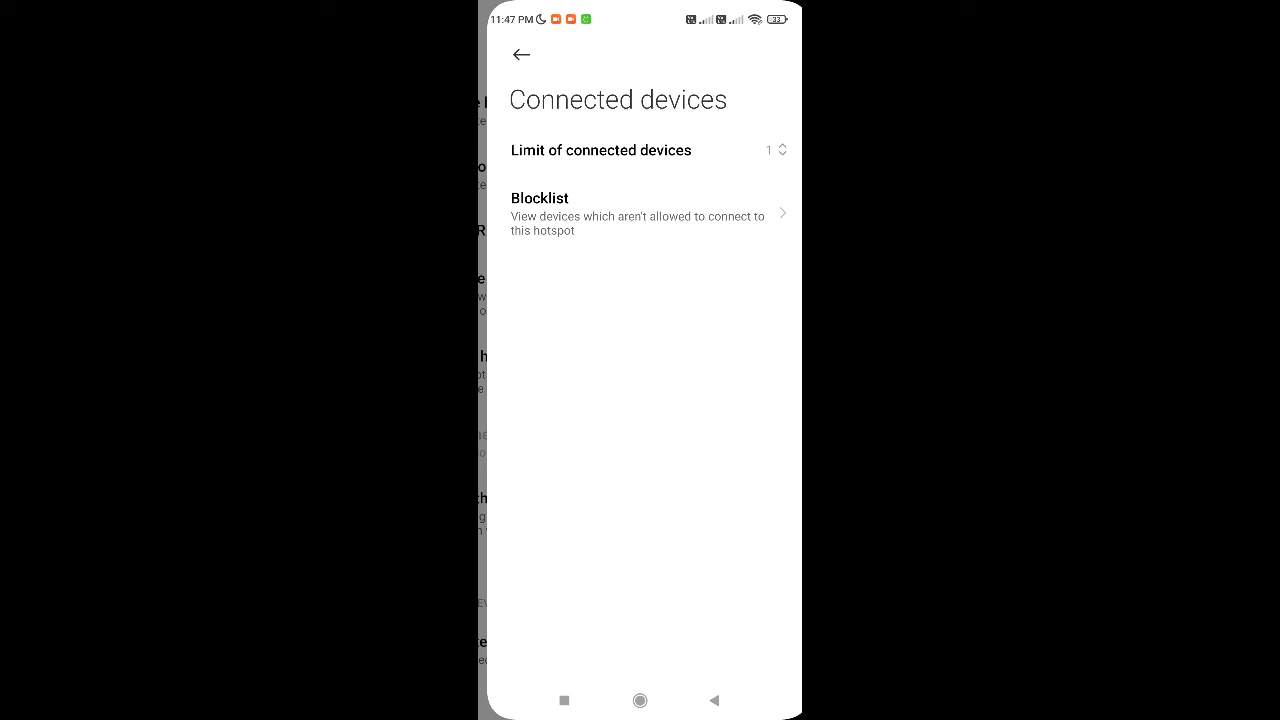 11:47 PM
33
Connected devices
Limit of connected devices 1
Blocklist
View devices which aren't allowed to connect to
this hotspot